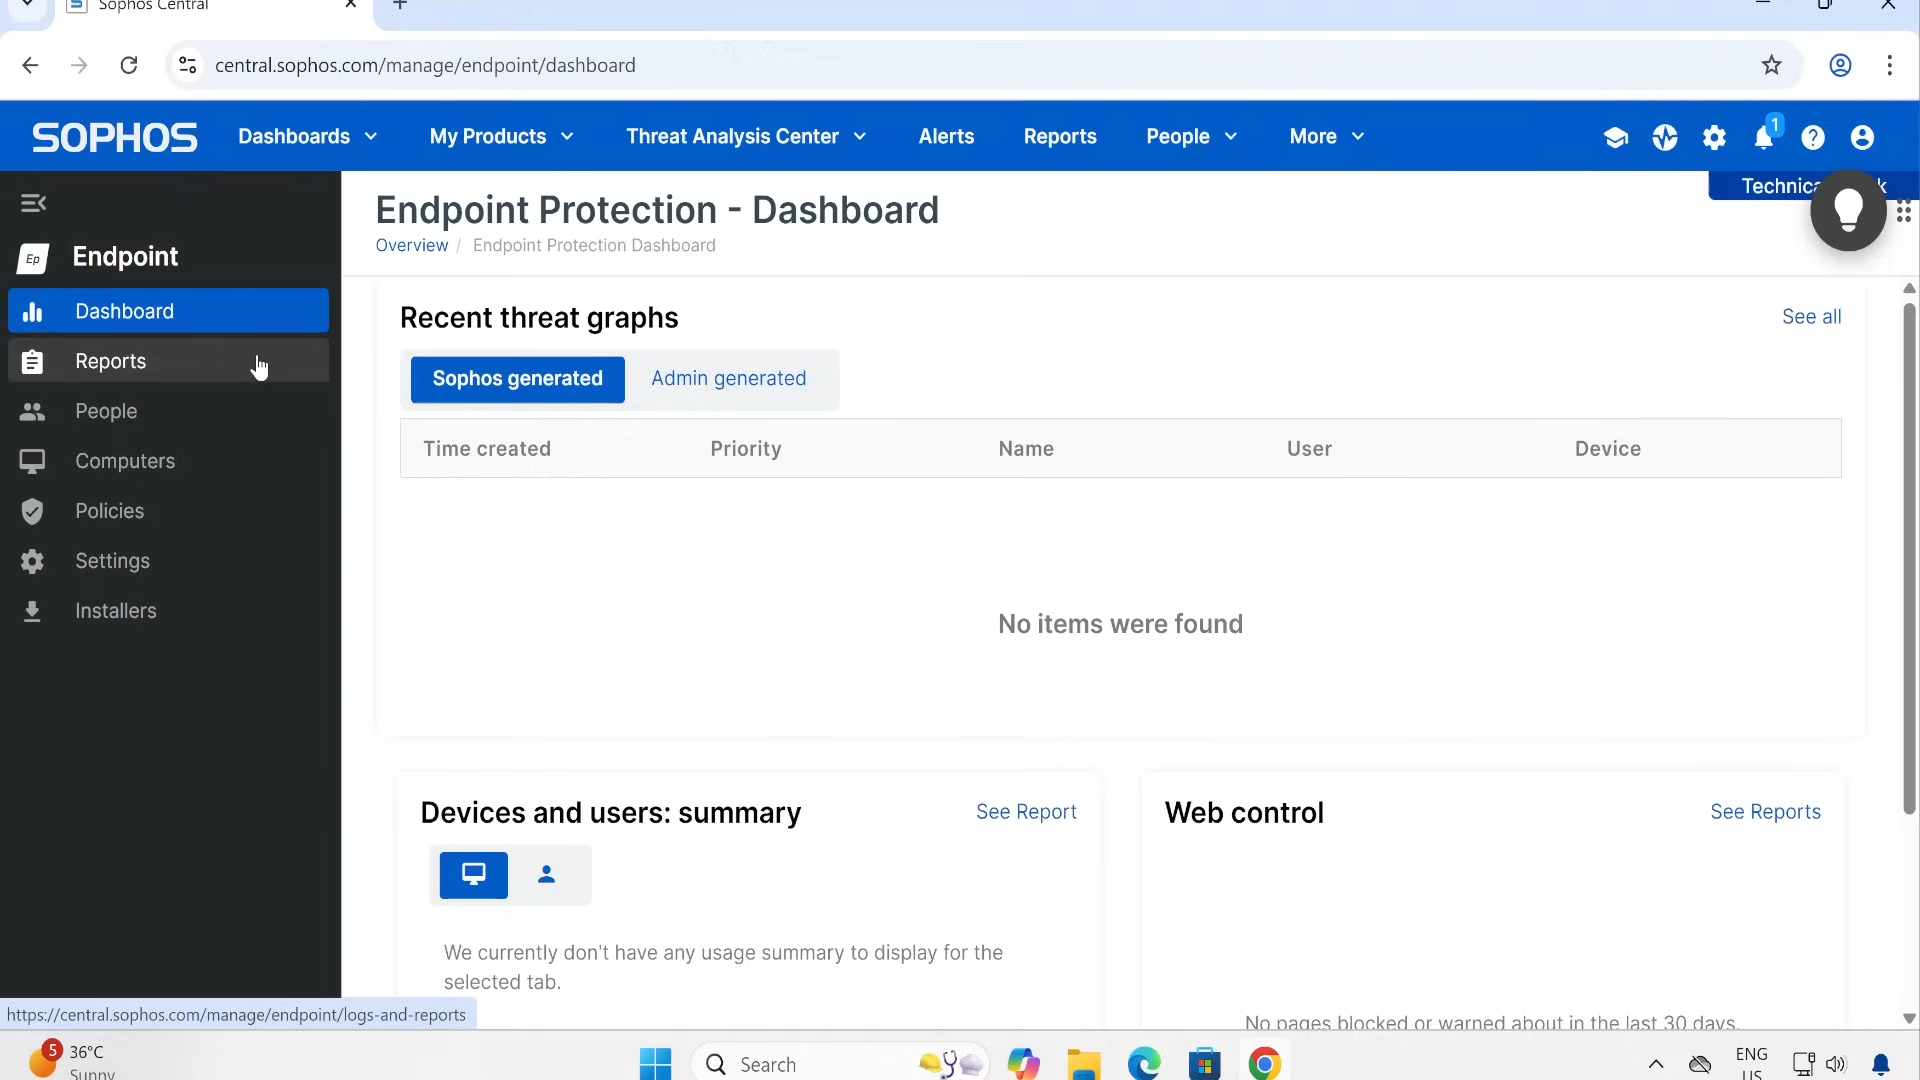 Sophos Central
central.sophos.com/manage/endpoint/dashboard
SOPHOS
Dashboards
My Products
Threat Analysis Center
Alerts
Reports
People
More
1
Technic
k
Ep
Endpoint
Dashboard
Reports
People
Computers
Policies
Settings
Installers
Endpoint Protection - Dashboard
Overview / Endpoint Protection Dashboard
Recent threat graphs
See all
Sophos generated
Admin generated
Time created
Priority
Name
User
Device
No items were found
Devices and users: summary
See Report
We currently don't have any usage summary to display for the
selected tab.
Web control
See Reports
No pages blocked or warned about in the last 30 days.
https://central.sophos.com/manage/endpoint/logs-and-reports
5
36°C
Sunny
Search
ENG
US